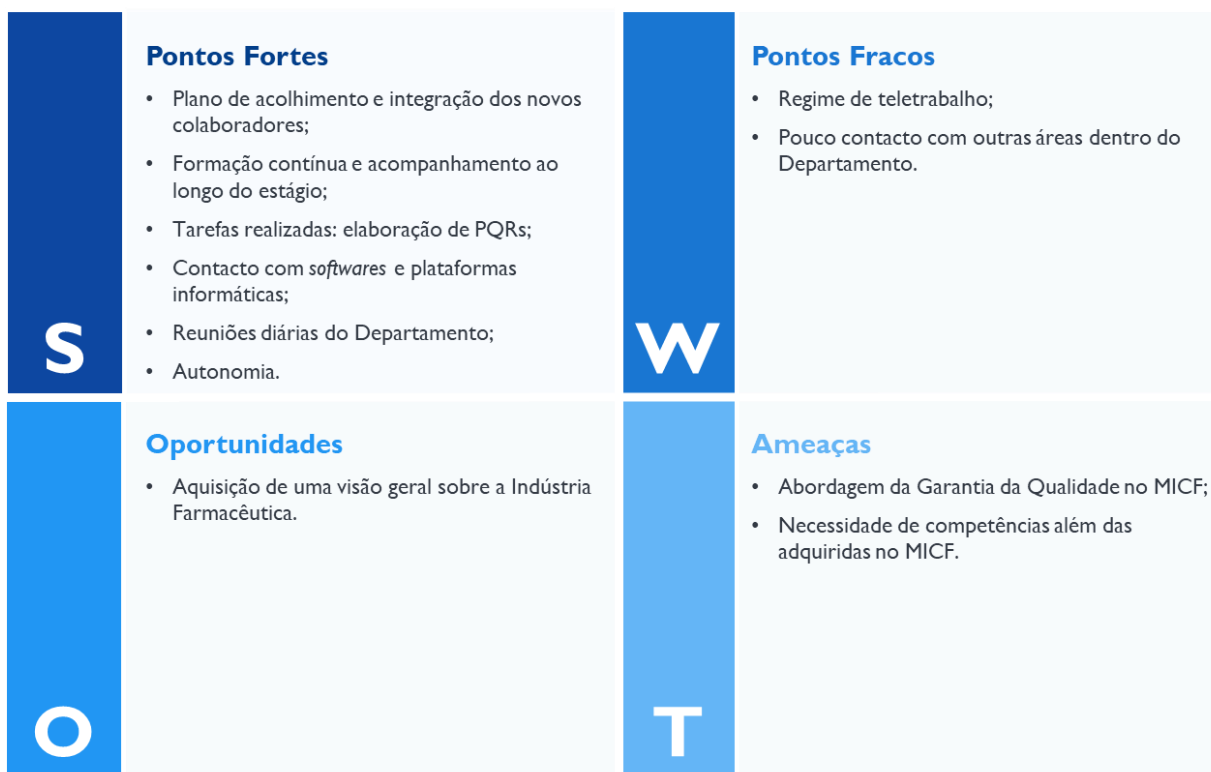 Pontos Fortes
• Plano de acolhimento e integração dos novos
colaboradores;
• Formação contínua e acompanhamento ao
longo do estágio;
• Tarefas realizadas: elaboração de PQRs;
• Contacto com softwares e plataformas
informáticas;
• Reuniões diárias do Departamento;
• Autonomia.
S
Pontos Fracos
• Regime de teletrabalho;
• Pouco contacto com outras áreas dentro do
Departamento.
W
Oportunidades
• Aquisição de uma visão geral sobre a Indústria
Farmacêutica.
O
Ameaças
• Abordagem da Garantia da Qualidade no MICF;
• Necessidade de competências além das
adquiridas no MICF.
T